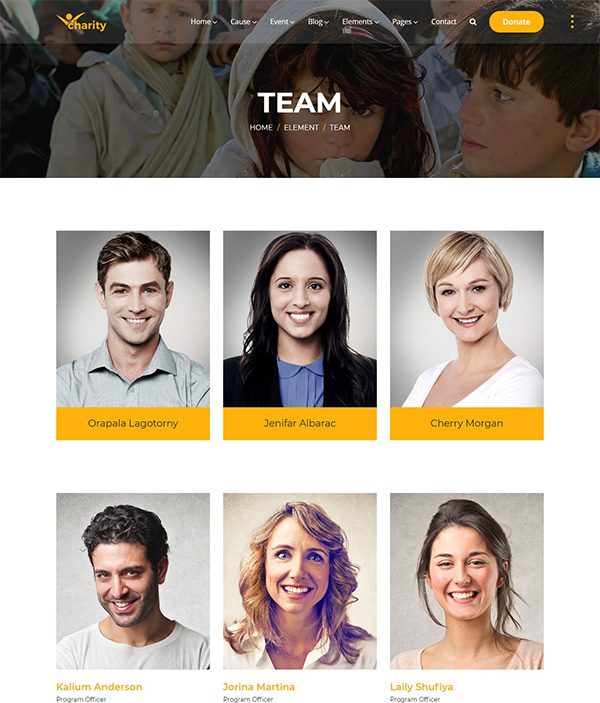 charity Home Cause Event Blog Elements Pages Contact Donate
TEAM
HOME / ELEMENT / TEAM
Orapala Lagotorny
Jenifar Albarac
Cherry Morgan
Kalium Anderson
Program Officer
Jorina Martina
Program Officer
Laily Shufiya
Program Officer